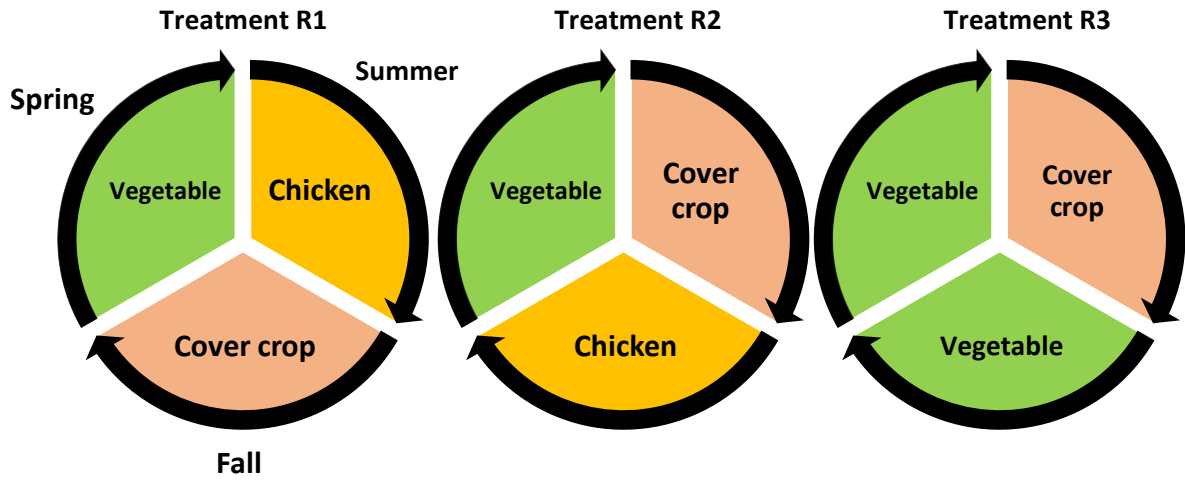 Treatment R1
Treatment R2
Treatment R3
Spring
Summer
Vegetable
Chicken
Cover crop
Fall
Vegetable
Cover
crop
Chicken
Vegetable
Cover
crop
Vegetable